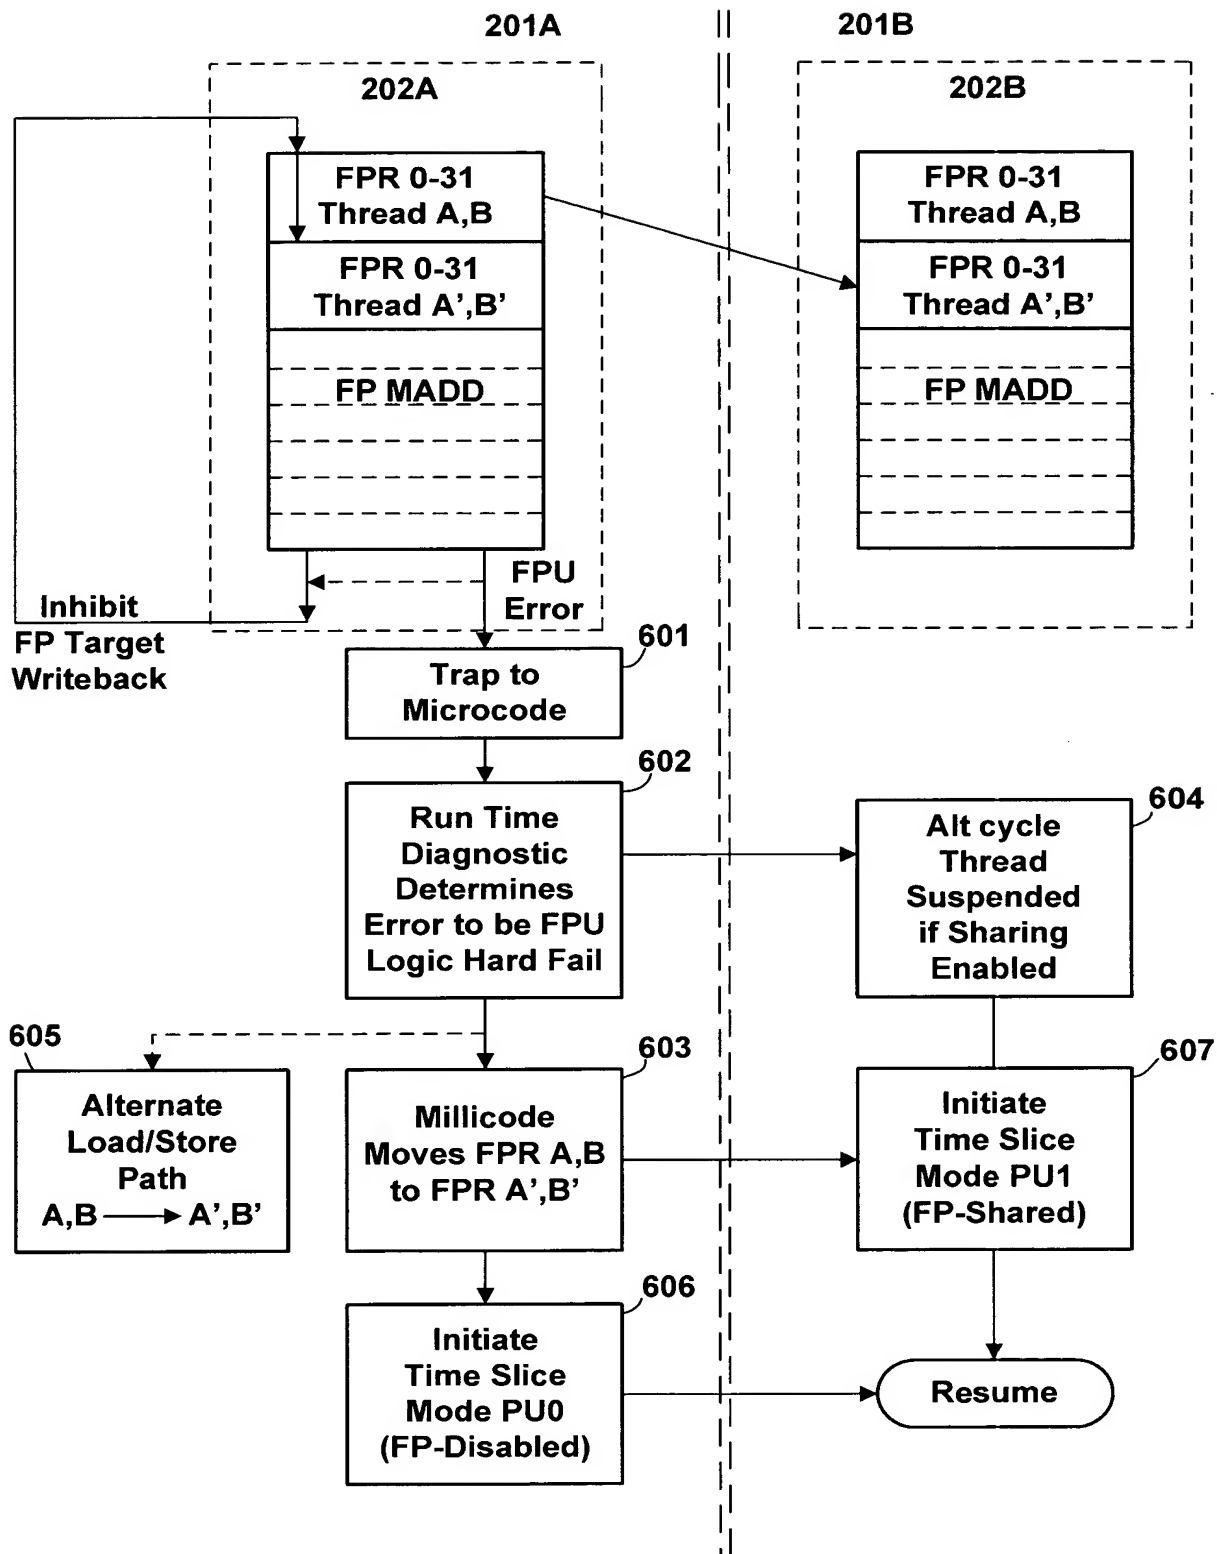 201A
201B
202A
202B
FPR 0-31
Thread A,B
FPR 0-31
Thread A',B'
FP MADD
FPR 0-31
Thread A,B
FPR 0-31
Thread A',B'
FP MADD
FPU
Error
Inhibit
FP Target
Writeback
601
Trap to
Microcode
602
Run Time
Diagnostic
Determines
Error to be FPU
Logic Hard Fail
604
Alt cycle
Thread
Suspended
if Sharing
Enabled
605
Alternate
Load/Store
Path
A,B → A',B'
603
Millicode
Moves FPR A,B
to FPR A',B'
607
Initiate
Time Slice
Mode PU1
(FP-Shared)
606
Initiate
Time Slice
Mode PU0
(FP-Disabled)
Resume